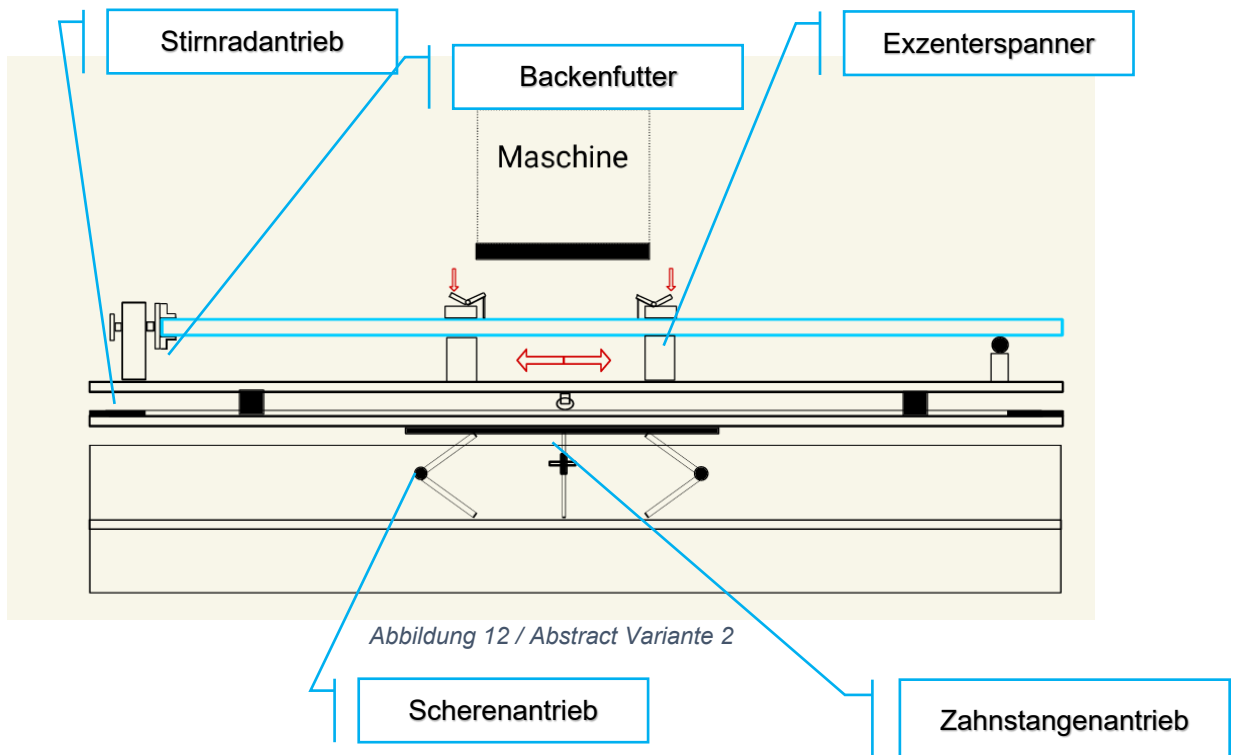 Stirnradantrieb
Exzenterspanner
Backenfutter
Maschine
Abbildung 12 / Abstract Variante 2
Scherenantrieb
Zahnstangenantrieb